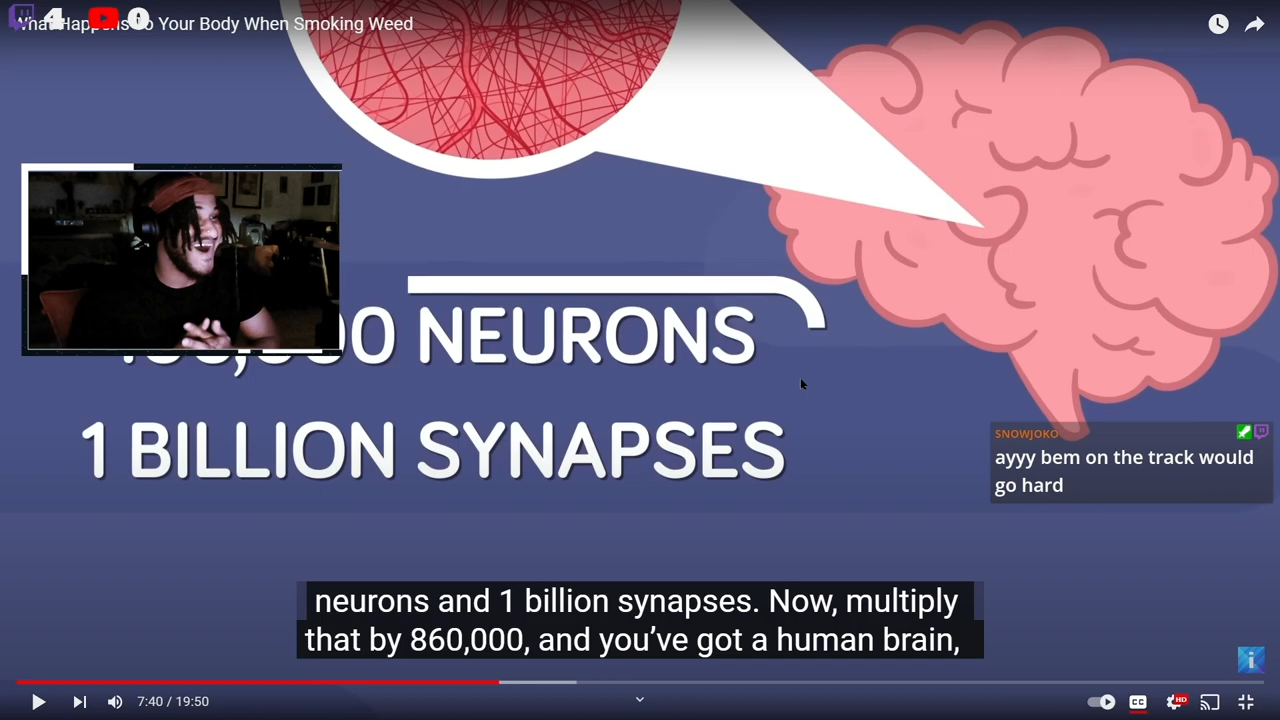 What Happens To Your Body When Smoking Weed
NEURONS
1 BILLION SYNAPSES
SNOWJOKO
ayyy bem on the track would
go hard
neurons and 1 billion synapses. Now, multiply
that by 860,000, and you’ve got a human brain,
7:40 / 19:50
CC
HD